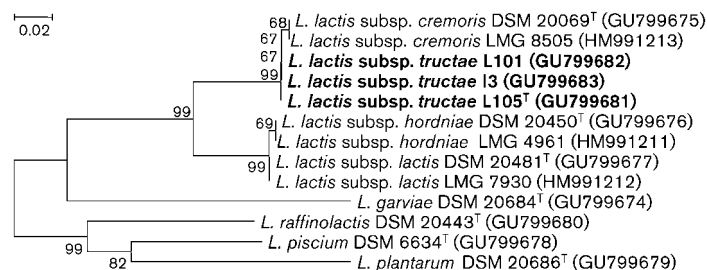 68 L. lactis subsp. cremoris DSM 20069ᵀ (GU799675)
0.02
67 L. lactis subsp. cremoris LMG 8505 (HM991213)
67 L. lactis subsp. tructae L101 (GU799682)
99 L. lactis subsp. tructae I3 (GU799683)
L. lactis subsp. tructae L105ᵀ (GU799681)
99
69 L. lactis subsp. hordniae DSM 20450ᵀ (GU799676)
L. lactis subsp. hordniae LMG 4961 (HM991211)
99 L. lactis subsp. lactis DSM 20481ᵀ (GU799677)
L. lactis subsp. lactis LMG 7930 (HM991212)
L. garviae DSM 20684ᵀ (GU799674)
L. raffinolactis DSM 20443ᵀ (GU799680)
99 L. piscium DSM 6634ᵀ (GU799678)
82 L. plantarum DSM 20686ᵀ (GU799679)